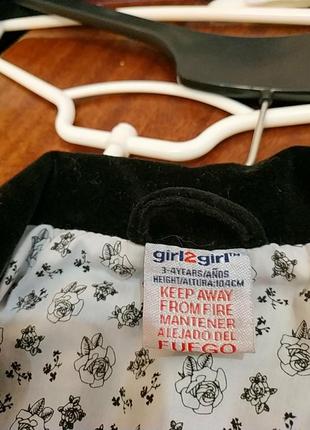 girl2girl™
3-4YEARS/AÑOS
HEIGHT/ALTURA:104CM
KEEP AWAY
FROM FIRE
MANTENER
ALEJADO DEL
FUEGO